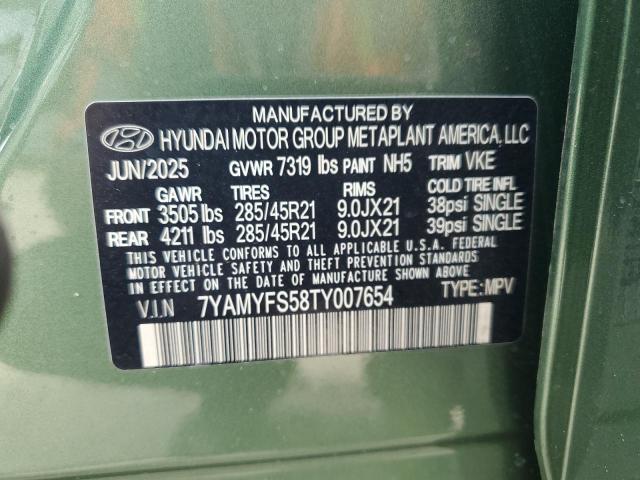 MANUFACTURED BY
HYUNDAI MOTOR GROUP METAPLANT AMERICA, LLC
JUN/2025 GVWR 7319 lbs PAINT NH5 TRIM VKE
GAWR TIRES RIMS COLD TIRE INFL
FRONT 3505 lbs 285/45R21 9.0JX21 38psi SINGLE
REAR 4211 lbs 285/45R21 9.0JX21 39psi SINGLE
THIS VEHICLE CONFORMS TO ALL APPLICABLE U.S.A. FEDERAL
MOTOR VEHICLE SAFETY, BUMPER, AND THEFT PREVENTION STANDARDS
IN EFFECT ON THE DATE OF MANUFACTURE SHOWN ABOVE.
V.I.N 7YAMYFS58TY007654 TYPE: MPV